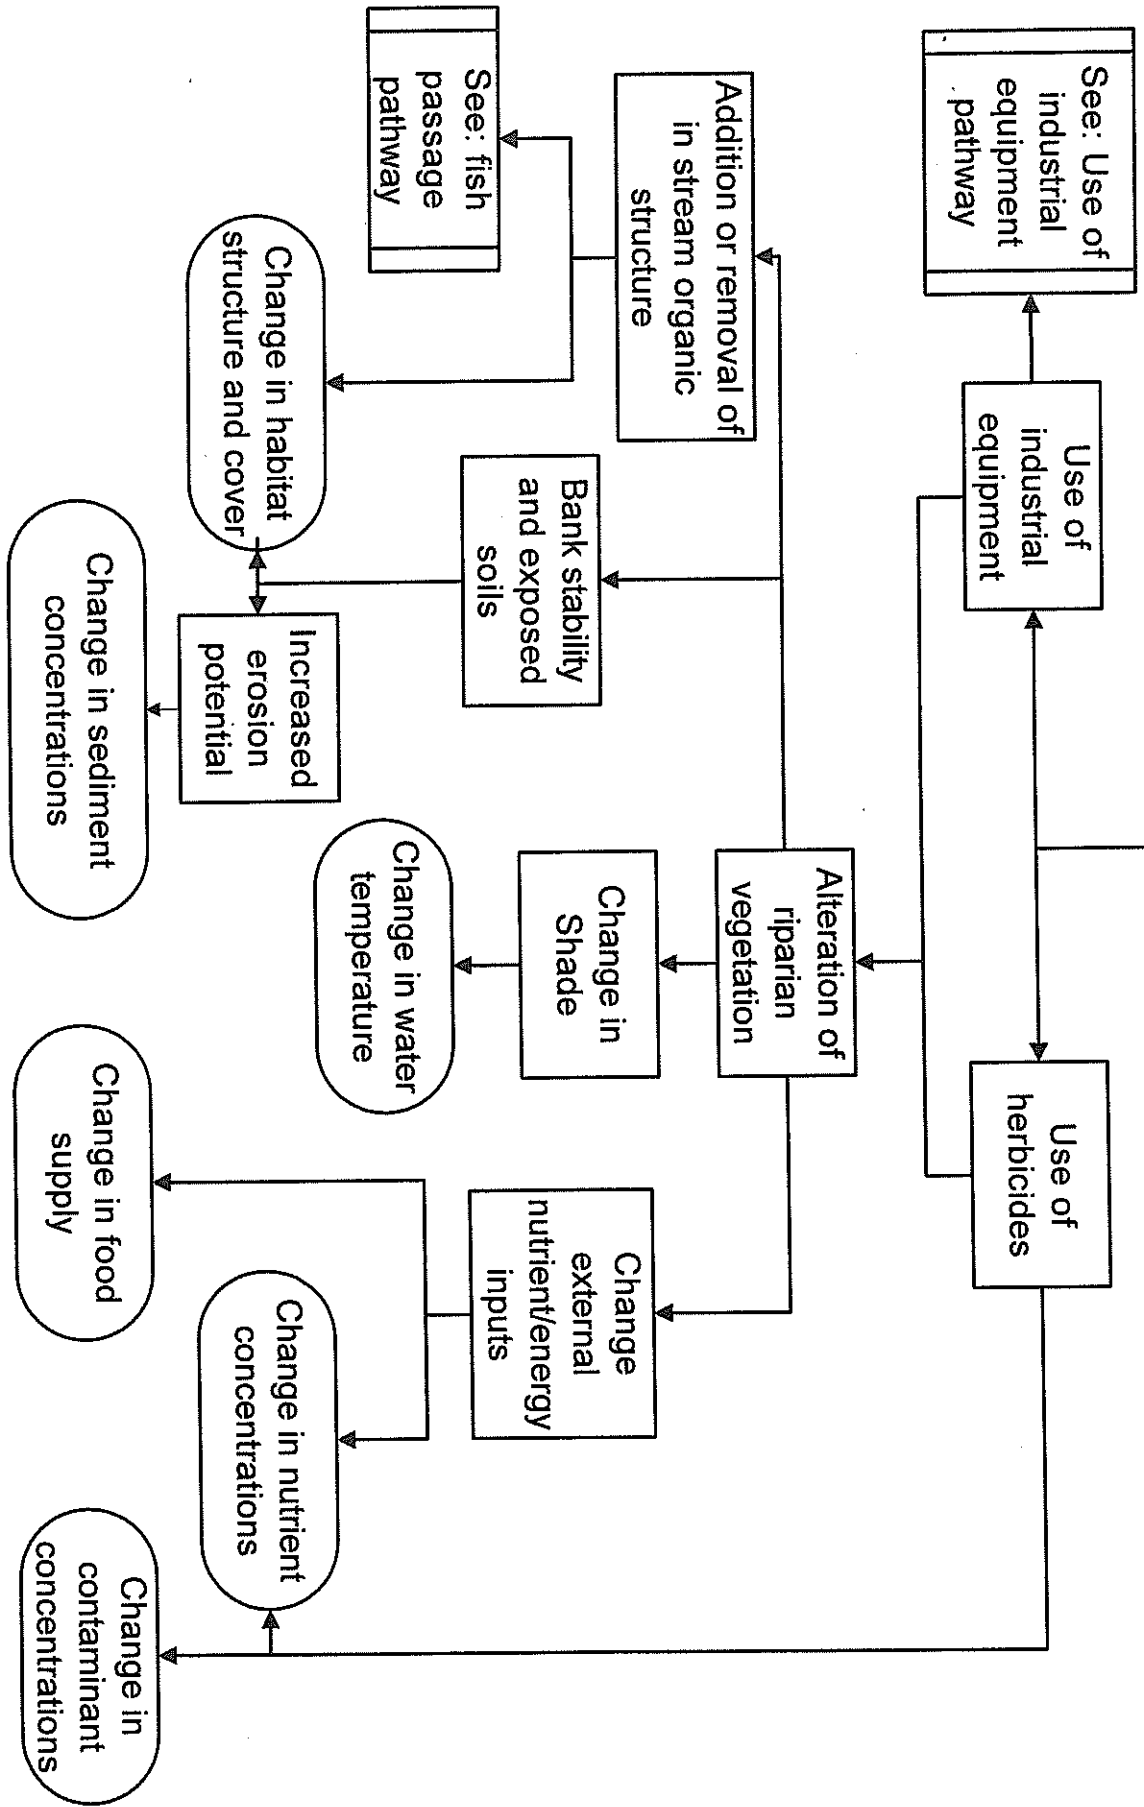 See: Use of
industrial
equipment
pathway
Use of
industrial
equipment
Use of
herbicides
Alteration of
riparian
vegetation
Addition or removal of
in stream organic
structure
Bank stability
and exposed
soils
Change in
Shade
Change
external
nutrient/energy
inputs
See: fish
passage
pathway
Change in habitat
structure and cover
Increased
erosion
potential
Change in water
temperature
Change in nutrient
concentrations
Change in sediment
concentrations
Change in food
supply
Change in
contaminant
concentrations